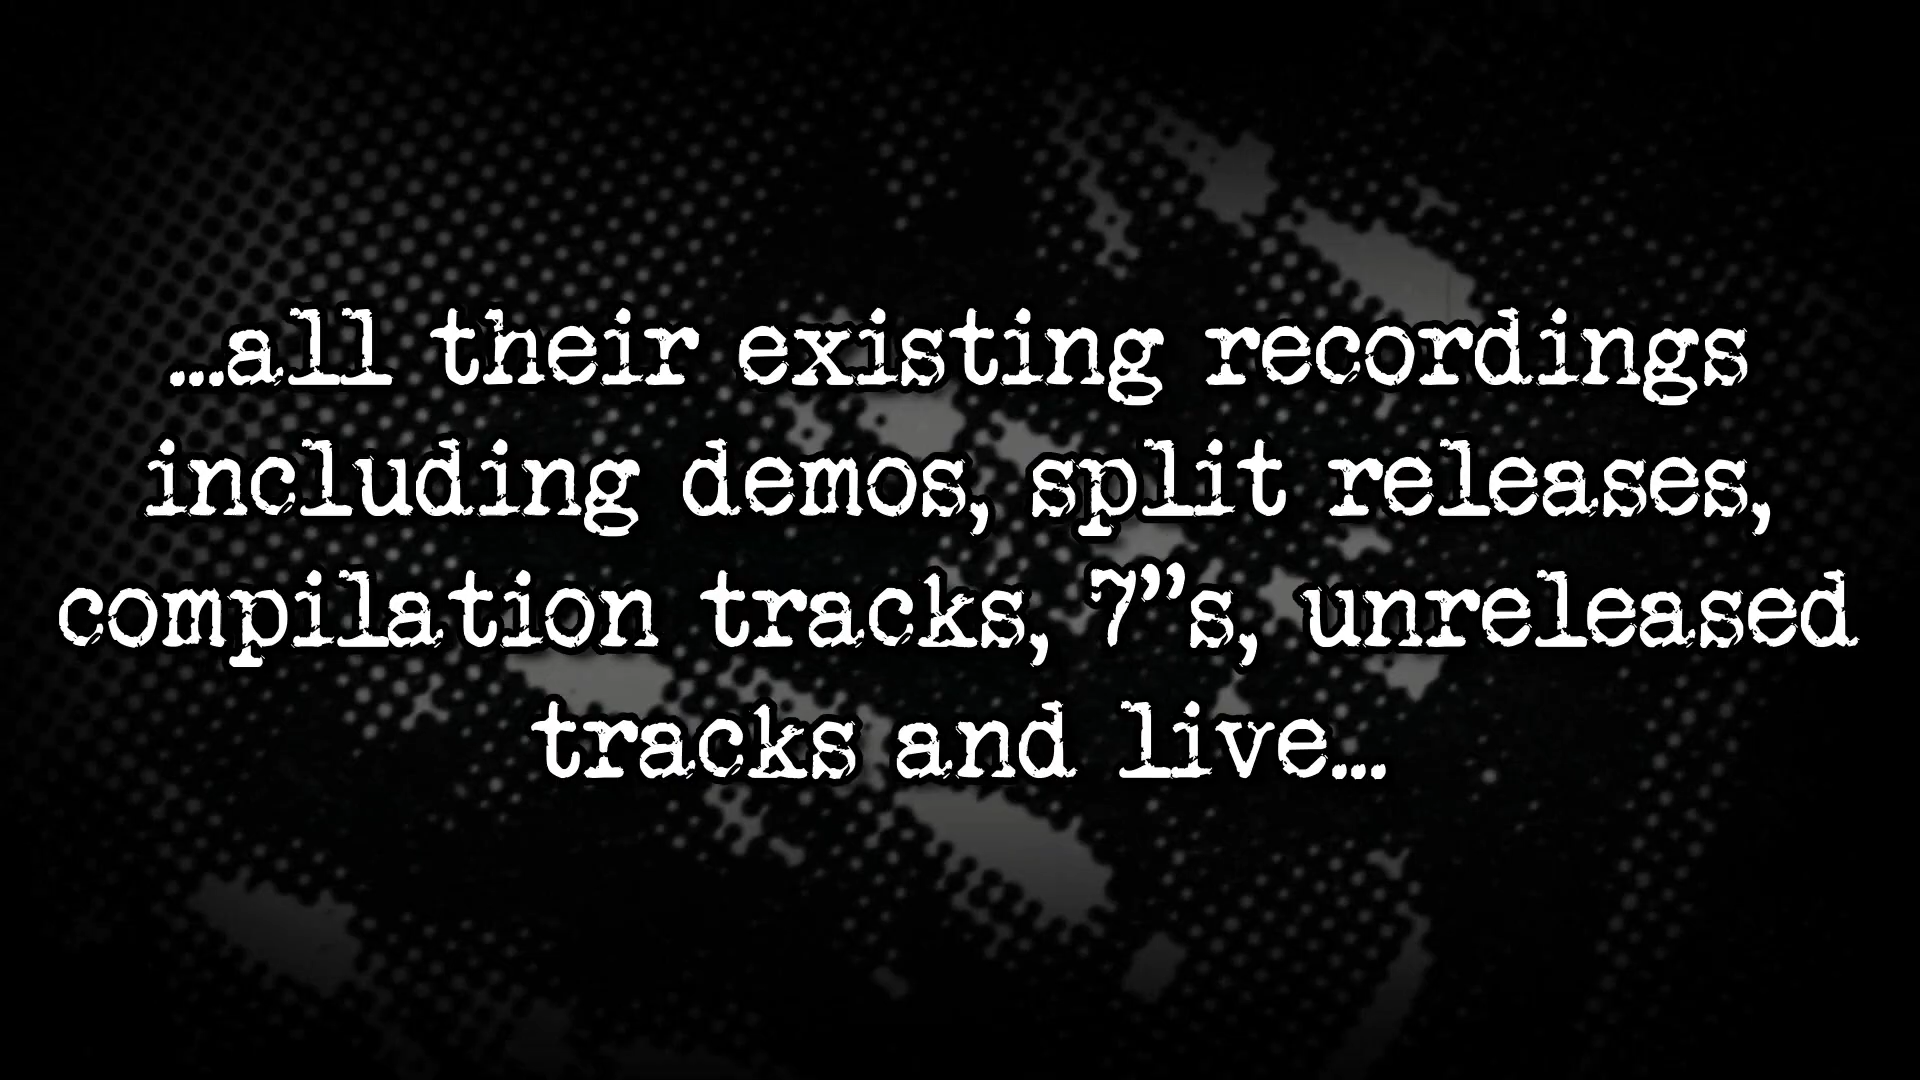 ...all their existing recordings
including demos, split releases,
compilation tracks, 7”s, unreleased
tracks and live...